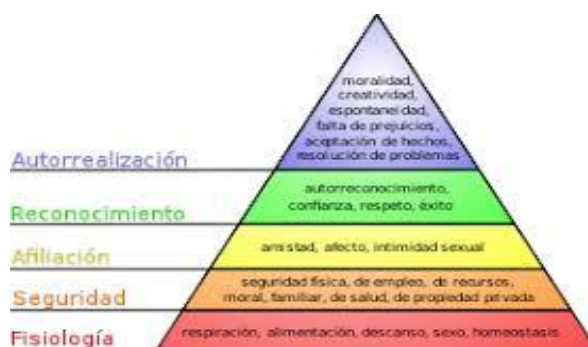 moralidad,
creatividad,
espontaneidad,
falta de prejuicios,
aceptación de hechos,
resolución de problemas
Autorrealización
autorreconocimiento,
confianza, respeto, éxito
Reconocimiento
amistad, afecto, intimidad sexual
Afiliación
seguridad física, de empleo, de recursos,
moral, familiar, de salud, de propiedad privada
Seguridad
respiración, alimentación, descanso, sexo, homeostasis
Fisiología